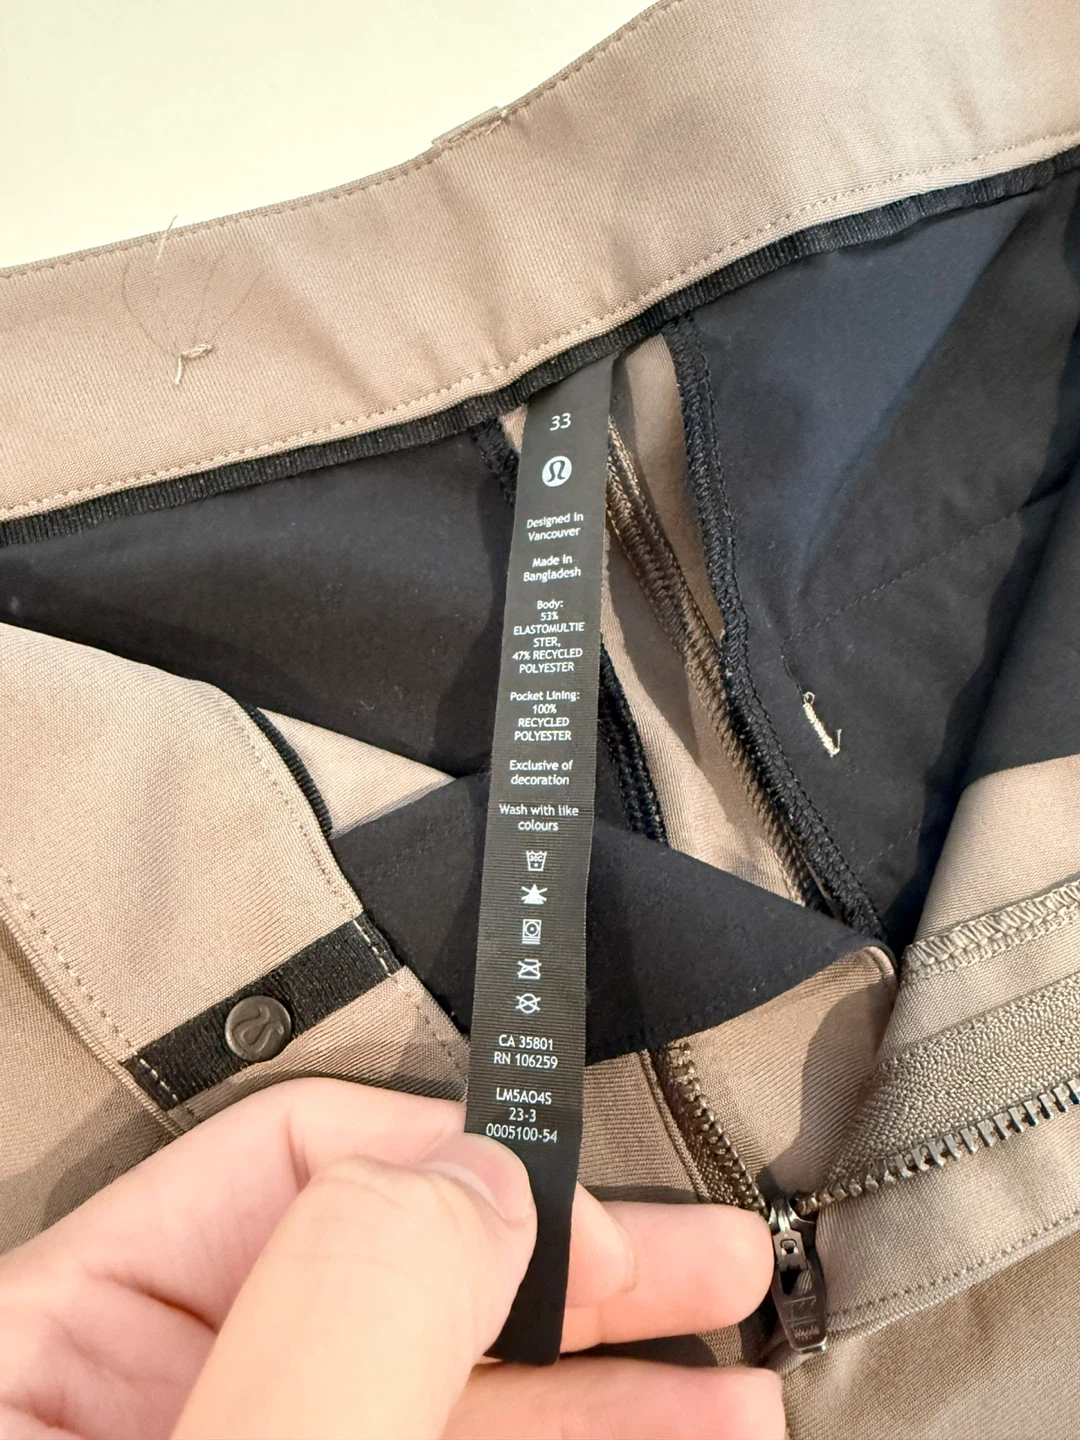 33
Designed in
Vancouver
Made in
Bangladesh
Body:
53%
ELASTOMULTIE
STER,
47% RECYCLED
POLYESTER
Pocket Lining:
100%
RECYCLED
POLYESTER
Exclusive of
decoration
Wash with like
colours
30C
CA 35801
RN 106259
LM5AO4S
23-3
0005100-54